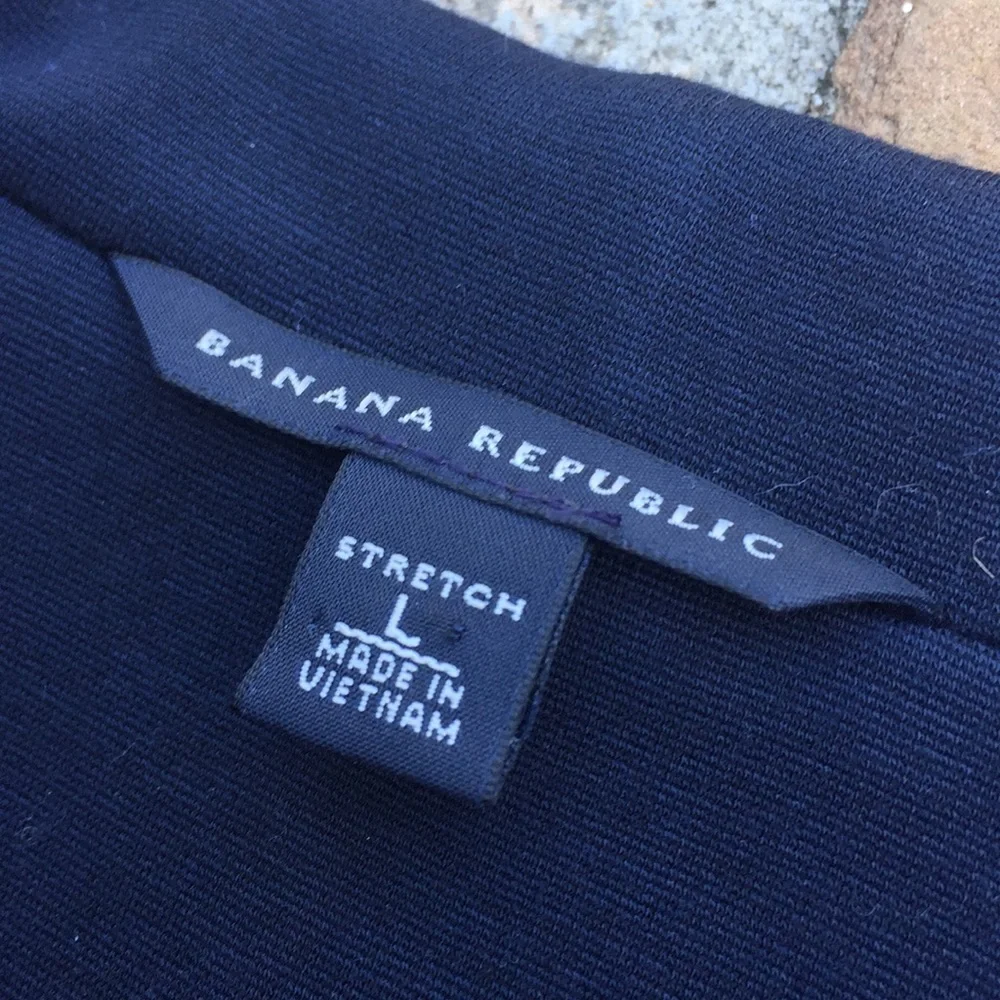 BANANA REPUBLIC
STRETCH
L
MADE IN
VIETNAM